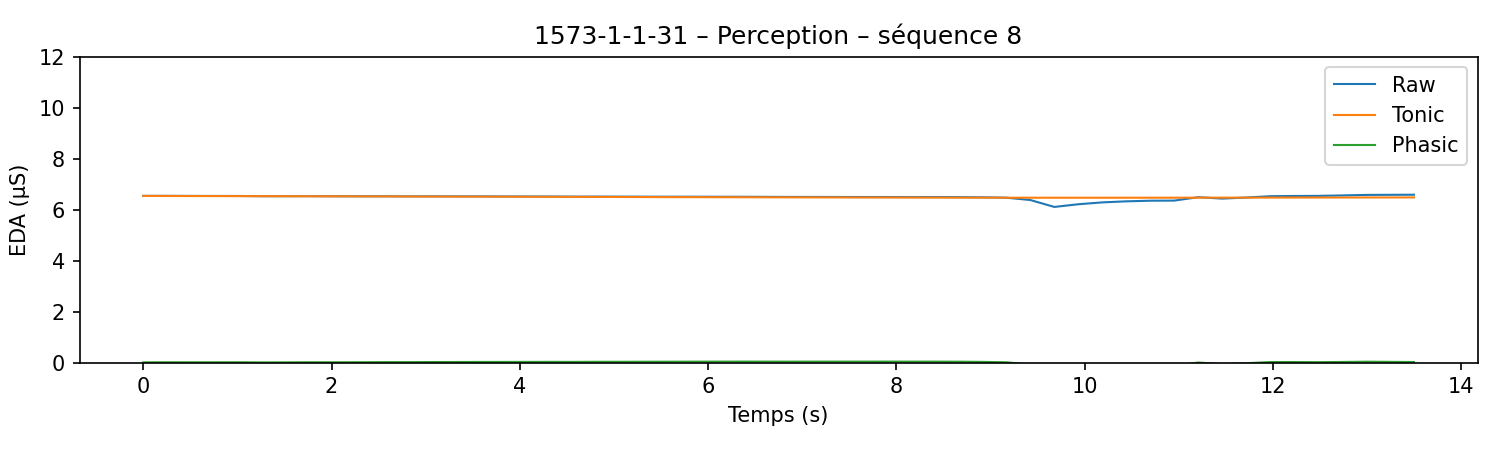 1573-1-1-31 – Perception – séquence 8
12
10
8
6
4
2
0
EDA (µS)
Raw
Tonic
Phasic
0 2 4 6 8 10 12 14
Temps (s)